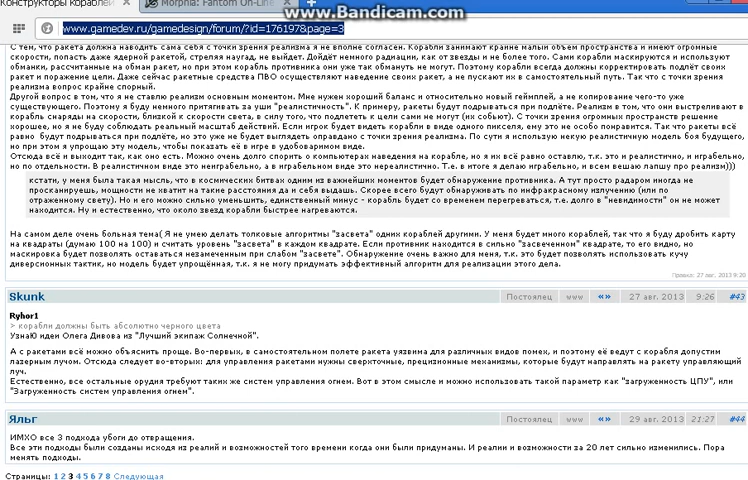 www.Bandicam.com
Конструкторы кораблей
Morphia: Fantom On-Line
www.gamedev.ru/gamedesign/forum/?id=176197&page=3
С тем, что ракета должна наводить сама себя с точки зрения реализма я не вполне согласен. Корабли занимают крайне малый объем пространства и имеют огромные
скорости, попасть даже ядерной ракетой, стреляя наугад, не выйдет. Дойдёт немного радиации, как от звезды и не более того. Сами корабли маскируются и используют
обманки, рассчитанные на обман ракет, но при этом корабль противника они уже так обмануть не могут. Поэтому корабли всегда должны корректировать подлёт своих
ракет и поражение цели. Даже сейчас ракетные средства ПВО осуществляют наведение своих ракет, а не пускают их в самостоятельный путь. Так что с точки зрения
реализма вопрос крайне спорный.
Другой вопрос в том, что я не ставлю реализм основным моментом. Мне нужен хороший баланс и относительно новый геймплей, а не копирование чего-то уже
существующего. Поэтому я буду немного притягивать за уши "реалистичность". К примеру, ракеты будут подрываться при подлёте. Реализм в том, что они выстреливают в
корабль снаряды на скорости, близкой к скорости света, в силу того, что подлететь к цели сами не могут (их собьют). С точки зрения огромных пространств решение
хорошее, но я не буду соблюдать реальный масштаб действий. Если игрок будет видеть корабли в виде одного пикселя, ему это не особо понравится. Так что ракеты всё
равно будут подрываться при подлёте, но это уже не будет выглядеть оправдано с точки зрения реализма. По сути я использую некую реалистичную модель боя будущего,
но при этом я упрощаю эту модель, чтобы показать её в игре в удобоваримом виде.
Отсюда всё и выходит так, как оно есть. Можно очень долго спорить о компьютерах наведения на корабле, но я их всё равно оставлю, т.к. это и реалистично, и играбельно,
но по отдельности. В реалистичном виде это неиграбельно, а в играбельном виде это нереалистично. Т.е. в итоге я делаю играбельно, и всем вешаю лапшу про реализм)))
кстати, у меня была такая мысль, что в космических битвах одним из важнейших моментов будет обнаружение противника. А тут просто радаром иногда не
просканируешь, мощности не хватит на такие расстояния да и себя выдашь. Скорее всего будут обнаруживать по инфракрасному излучению (или по
отраженному свету). Но и его можно сильно уменьшить, единственный минус - корабль будет со временем перегреваться, т.е. долго в "невидимости" он не может
находится. Ну и естественно, что около звезд корабли быстрее нагреваются.
На самом деле очень больная тема( Я не умею делать толковые алгоритмы "засвета" одних кораблей другими. У меня будет много кораблей, так что я буду дробить карту
на квадраты (думаю 100 на 100) и считать уровень "засвета" в каждом квадрате. Если противник находится в сильно "засвеченном" квадрате, то его видно, но
маскировка будет позволять оставаться незамеченным при слабом "засвете". Обнаружение очень важно для меня, т.к. это будет позволять использовать кучу
диверсионных тактик, но модель будет упрощённая, т.к. я не могу придумать эффективный алгоритм для реализации этого дела.
Правка: 27 авг. 2013 9:20
Skunk Постоялец www «» 27 авг. 2013 9:26 #43
Ryhor1
> корабли должны быть абсолютно черного цвета
УзнаЮ идеи Олега Дивова из "Лучший экипаж Солнечной".
А с ракетами всё можно объяснить проще. Во-первых, в самостоятельном полете ракета уязвима для различных видов помех, и поэтому её ведут с корабля допустим
лазерным лучом. Отсюда следует во-вторых: для управления ракетами нужны сверхточные, прецизионные механизмы, которые будут направлять на ракету управляющий
луч.
Естественно, все остальные орудия требуют таких же систем управления огнем. Вот в этом смысле и можно использовать такой параметр как "загруженность ЦПУ", или
"Загруженность систем управления огнем".
Яльг Постоялец www «» 29 авг. 2013 21:27 #44
ИМХО все 3 подхода убоги до отвращения.
Все эти подходы были созданы исходя из реалий и возможностей того времени когда они были придуманы. И реалии и возможности за 20 лет сильно изменились. Пора
менять подходы.
Страницы: 1 2 3 4 5 6 7 8 Следующая